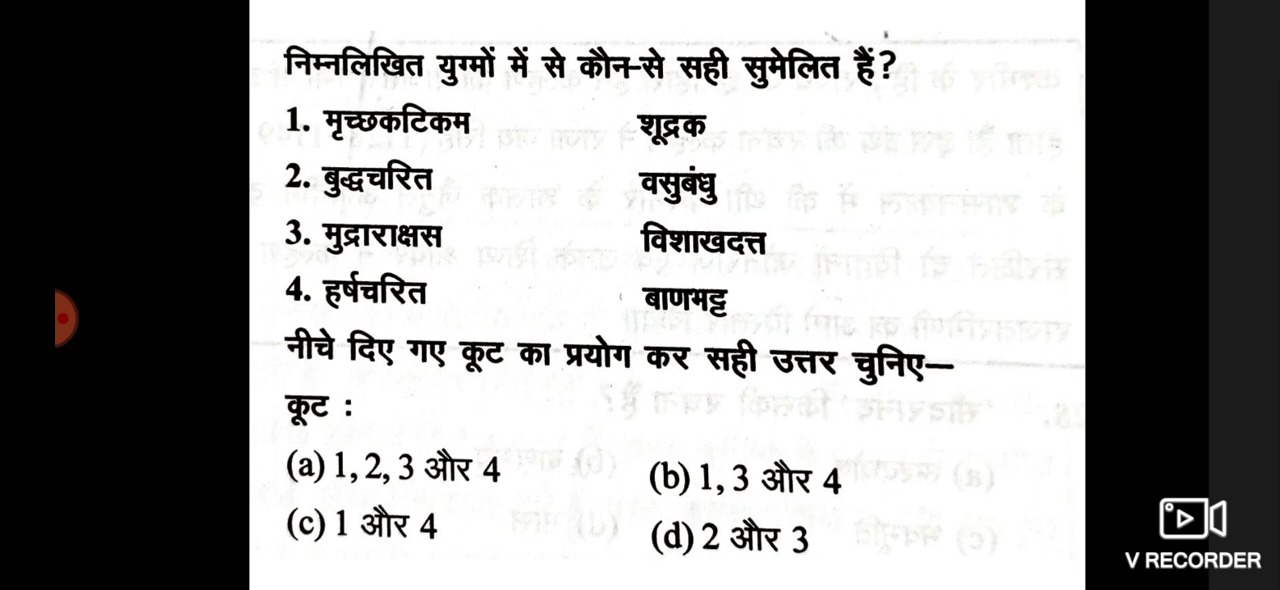 निम्नलिखित युग्मों में से कौन-से सही सुमेलित हैं?
1. मृच्छकटिकम शूद्रक
2. बुद्धचरित वसुबंधु
3. मुद्राराक्षस विशाखदत्त
4. हर्षचरित बाणभट्ट
नीचे दिए गए कूट का प्रयोग कर सही उत्तर चुनिए—
कूट :
(a) 1, 2, 3 और 4 (b) 1, 3 और 4
(c) 1 और 4 (d) 2 और 3
V RECORDER